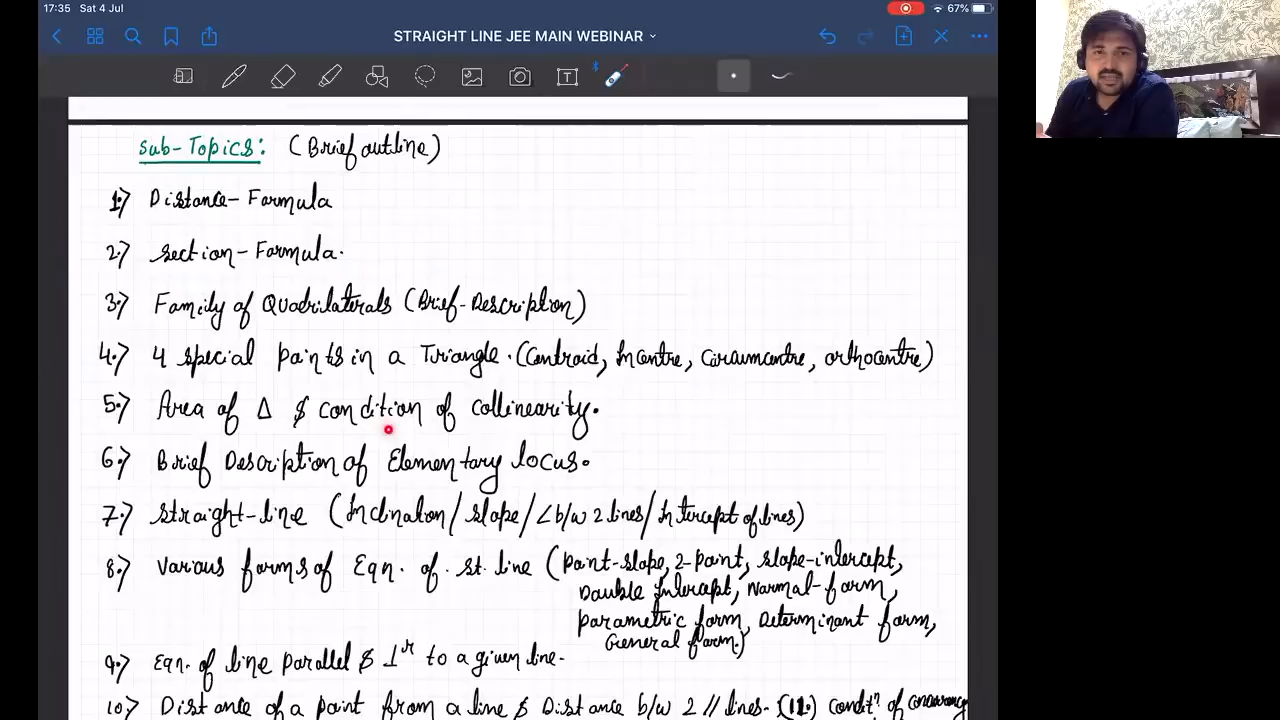 17:35 Sat 4 Jul
67%
STRAIGHT LINE JEE MAIN WEBINAR
Sub-Topics: (Brief outline)
1.) Distance-Formula
2.) Section-Formula.
3.) Family of Quadrilaterals (Brief-Description)
4.) 4 special points in a Triangle. (Centroid, Incentre, Circumcentre, orthocentre)
5.) Area of Δ & condition of collinearity.
6.) Brief Description of Elementary locus.
7.) Straight-line (Inclination/slope/∠b/w 2 lines/Intercept of lines)
8.) Various forms of Eqn. of st. line (Point-slope, 2-point, slope-intercept,
Double Intercept, Normal-form,
parametric form, Determinant form,
General form.)
9.) Eqn. of line parallel & ⊥r to a given line.
10.) Distance of a point from a line & Distance b/w 2 // lines. (11.) condtn of concurrency